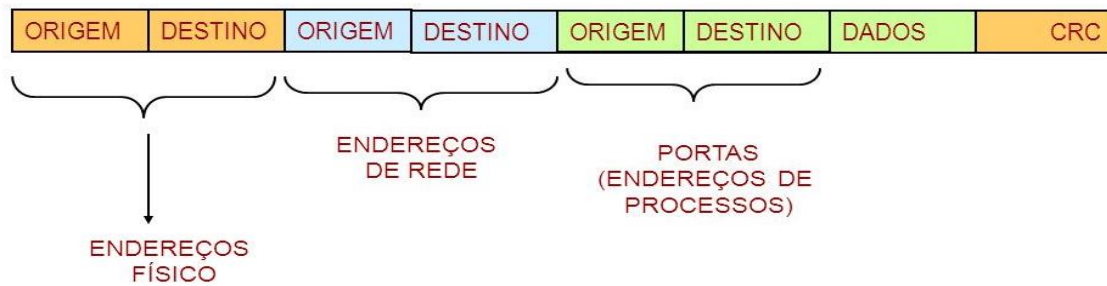 ORIGEM DESTINO ORIGEM DESTINO ORIGEM DESTINO DADOS CRC
ENDEREÇOS
DE REDE
PORTAS
(ENDEREÇOS DE
PROCESSOS)
ENDEREÇOS
FÍSICO